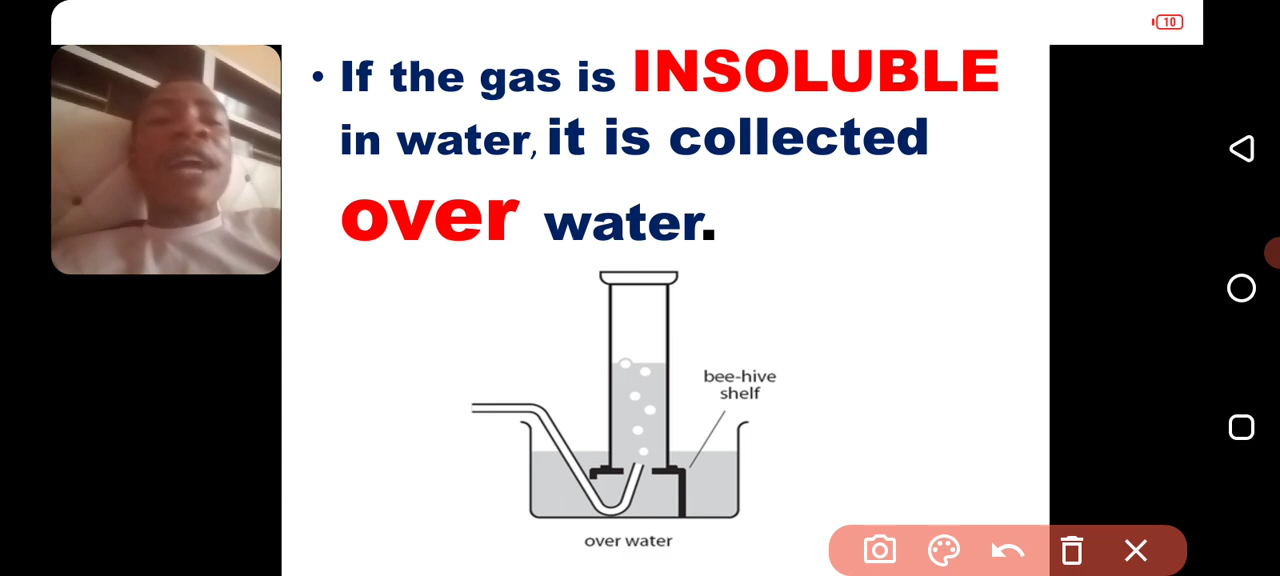 10
• If the gas is INSOLUBLE
in water, it is collected
over water.
bee-hive
shelf
over water